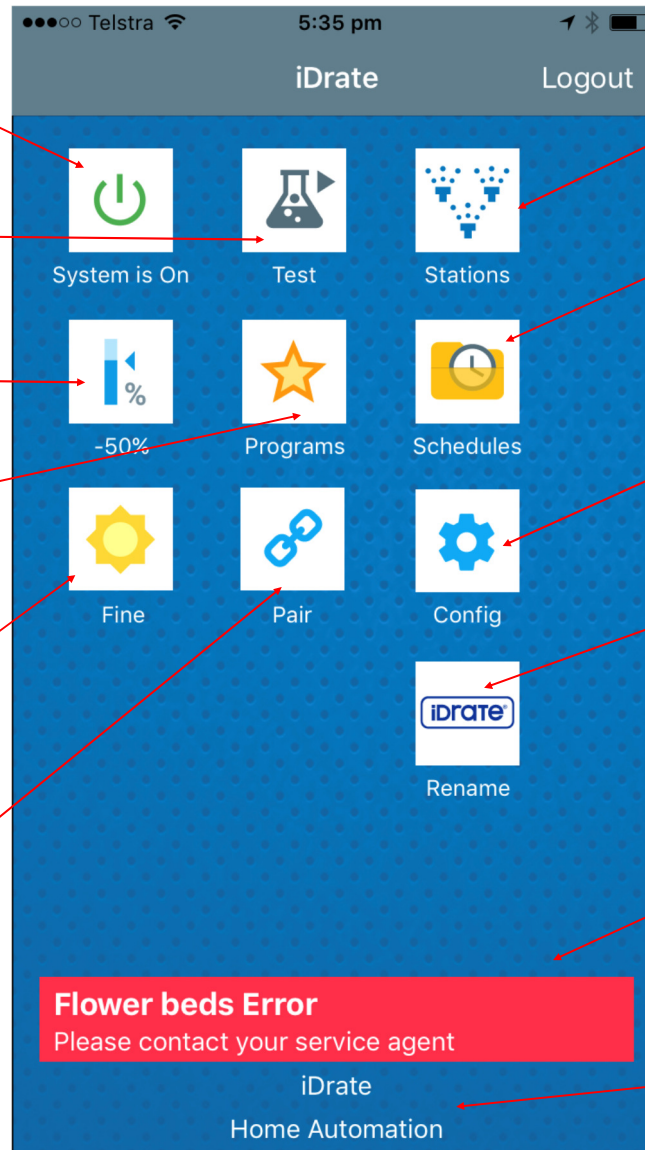 Telstra 5:35 pm
iDrate Logout
System is On Test Stations
%
-50% Programs Schedules
Fine Pair Config
iDrate®
Rename
Flower beds Error
Please contact your service agent
iDrate
Home Automation